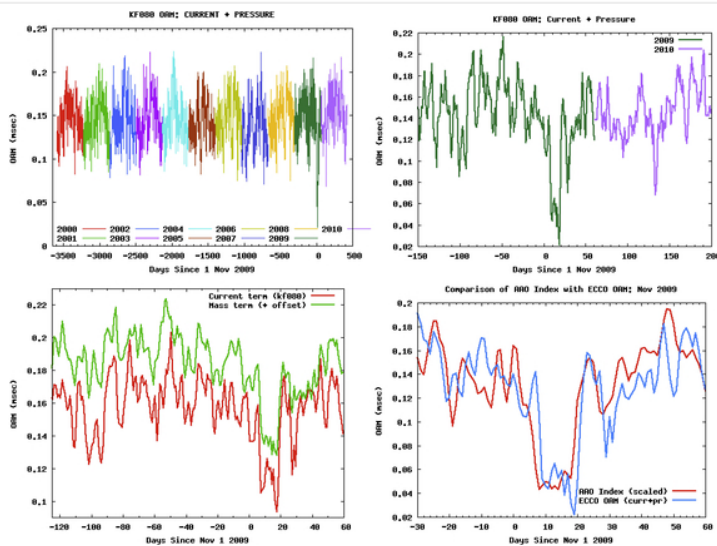 KF080 OAM: CURRENT + PRESSURE
OAM (msec)
0.25
0.2
0.15
0.1
0.05
0
2000 2002 2004 2006 2008 2010
2001 2003 2005 2007 2009
-3500 -3000 -2500 -2000 -1500 -1000 -500 0 500
Days Since 1 Nov 2009
KF080 OAM: Current + Pressure
OAM (msec)
2009
2010
0.22
0.2
0.18
0.16
0.14
0.12
0.1
0.08
0.06
0.04
0.02
-150 -100 -50 0 50 100 150 200
Days Since 1 Nov 2009
OAM (msec)
Current term (kf080)
Mass term (+ offset)
0.22
0.2
0.18
0.16
0.14
0.12
0.1
-120 -100 -80 -60 -40 -20 0 20 40 60
Days Since Nov 1 2009
Comparison of AAO Index with ECCO OAM: Nov 2009
OAM (msec)
0.2
0.18
0.16
0.14
0.12
0.1
0.08
0.06
0.04
0.02
AAO Index (scaled)
ECCO OAM (curr+pr)
-30 -20 -10 0 10 20 30 40 50 60
Days Since Nov 1 2009